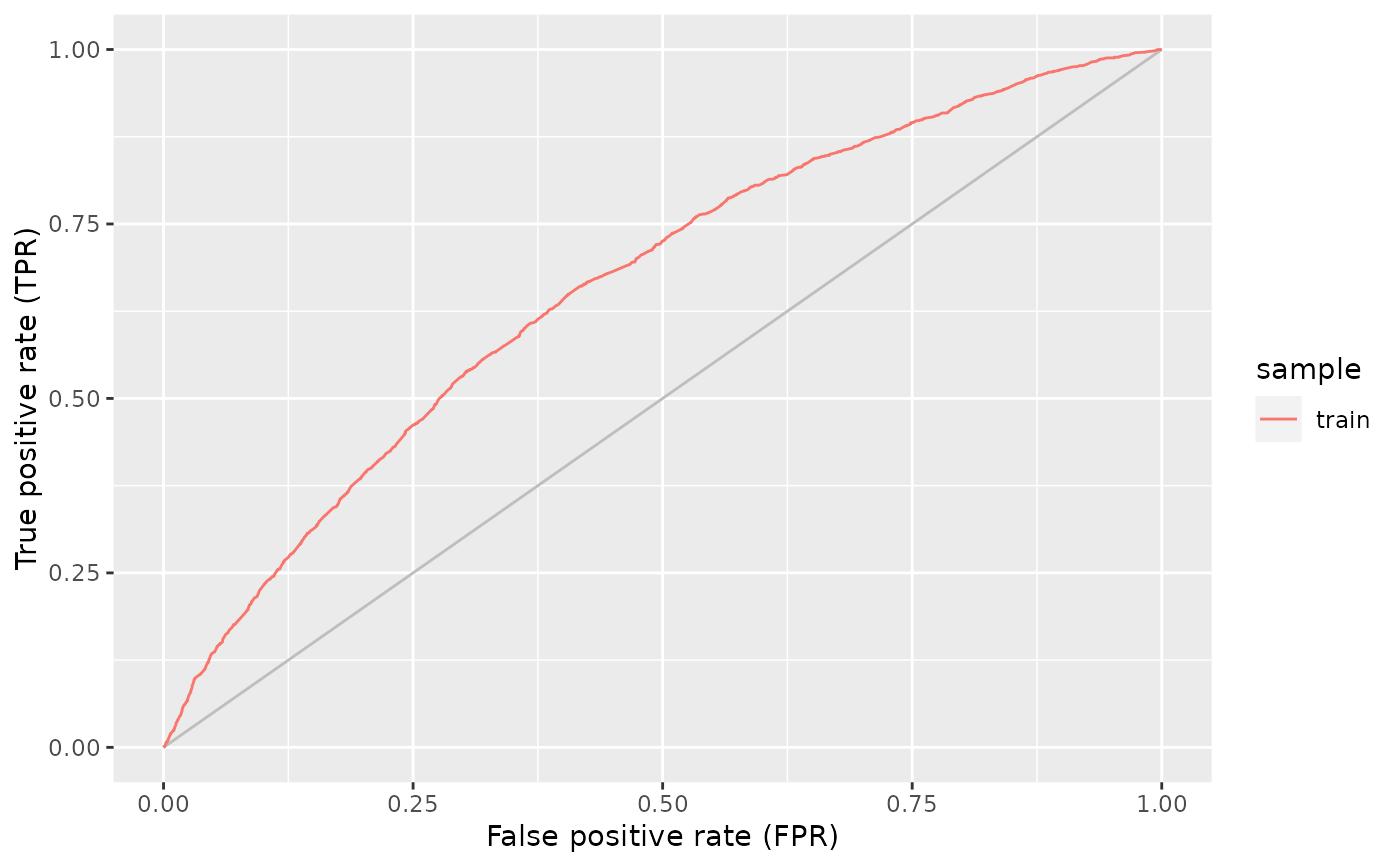 1.00
0.75
0.50
0.25
0.00
True positive rate (TPR)
0.00 0.25 0.50 0.75 1.00
False positive rate (FPR)
sample
train